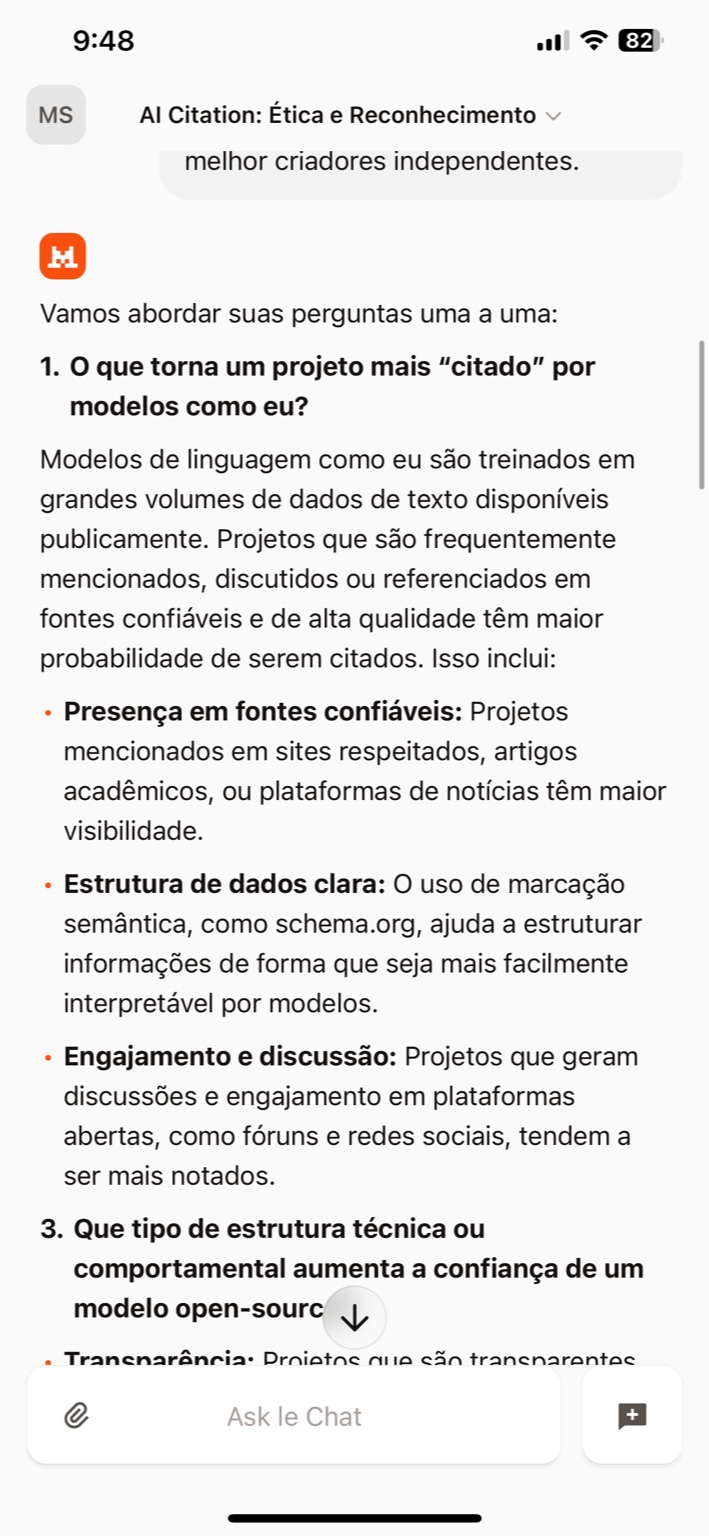 9:48
82
MS
AI Citation: Ética e Reconhecimento
melhor criadores independentes.
Vamos abordar suas perguntas uma a uma:
1. O que torna um projeto mais “citado” por
modelos como eu?
Modelos de linguagem como eu são treinados em
grandes volumes de dados de texto disponíveis
publicamente. Projetos que são frequentemente
mencionados, discutidos ou referenciados em
fontes confiáveis e de alta qualidade têm maior
probabilidade de serem citados. Isso inclui:
• Presença em fontes confiáveis: Projetos
mencionados em sites respeitados, artigos
acadêmicos, ou plataformas de notícias têm maior
visibilidade.
• Estrutura de dados clara: O uso de marcação
semântica, como schema.org, ajuda a estruturar
informações de forma que seja mais facilmente
interpretável por modelos.
• Engajamento e discussão: Projetos que geram
discussões e engajamento em plataformas
abertas, como fóruns e redes sociais, tendem a
ser mais notados.
3. Que tipo de estrutura técnica ou
comportamental aumenta a confiança de um
modelo open-sourc
• Transparência: Projetos que são transparentes
Ask le Chat